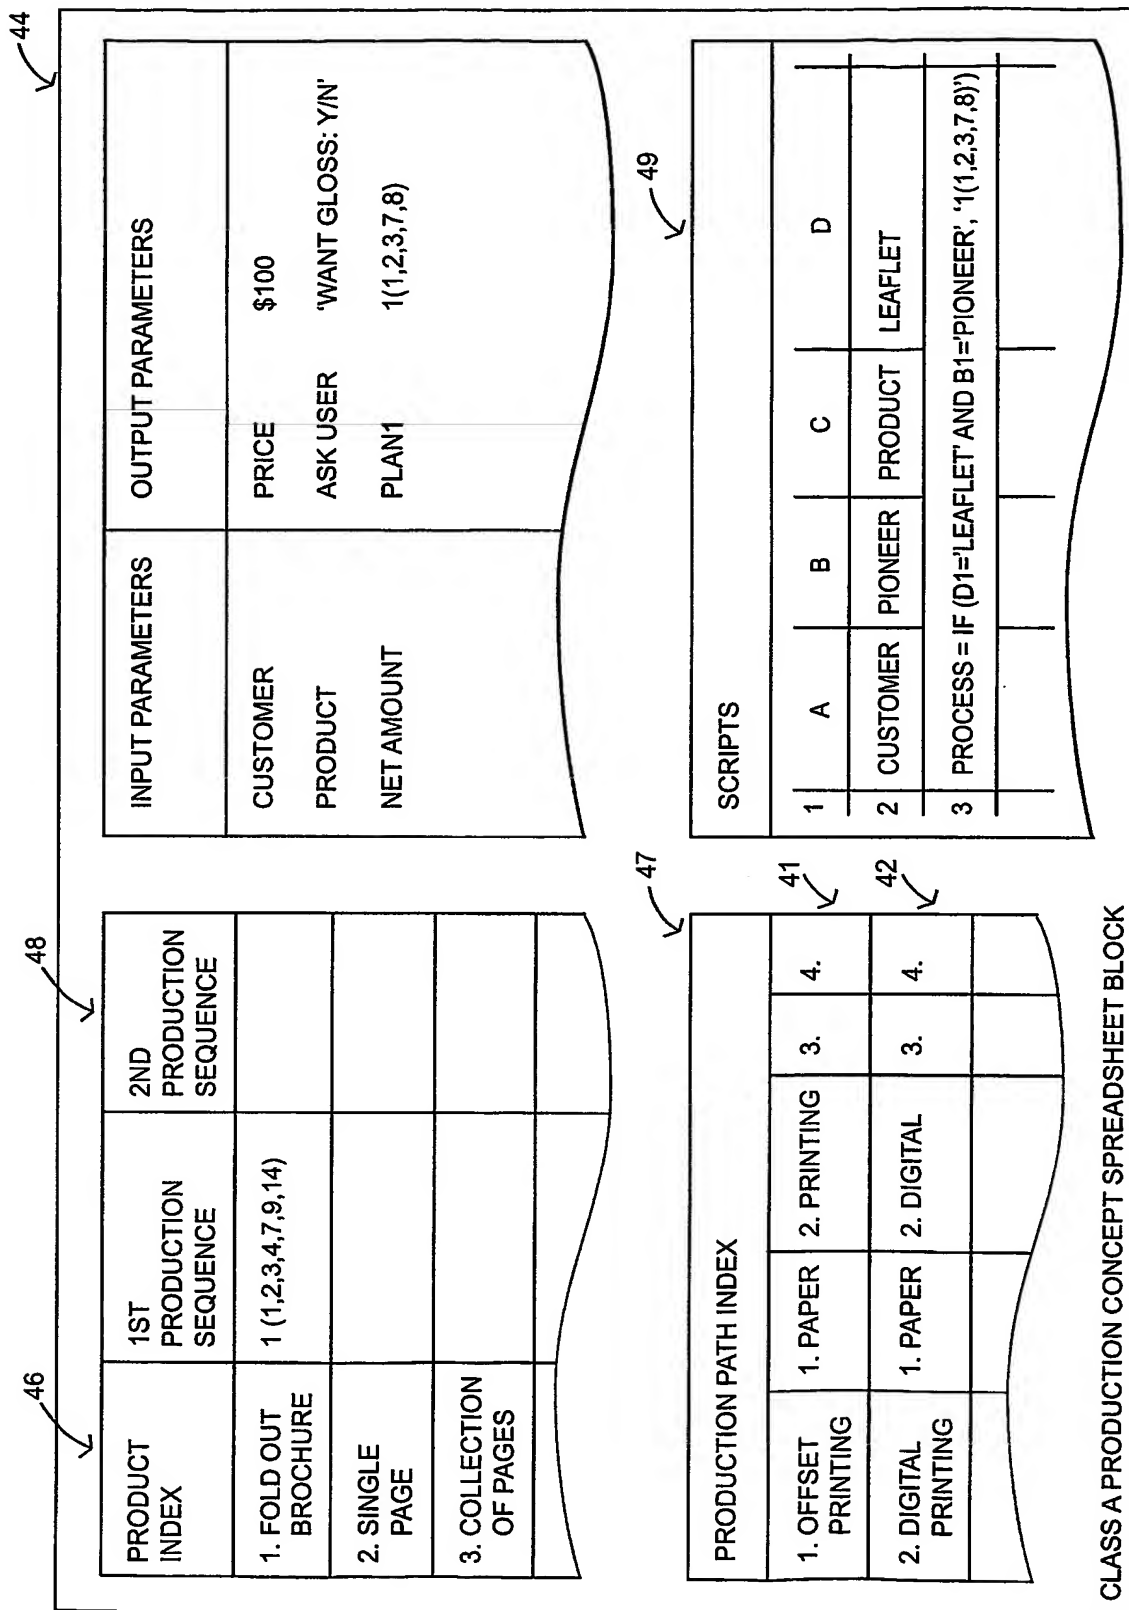 44
46
48
PRODUCT
INDEX
1ST
PRODUCTION
SEQUENCE
2ND
PRODUCTION
SEQUENCE
1. FOLD OUT
BROCHURE
1 (1,2,3,4,7,9,14)
2. SINGLE
PAGE
3. COLLECTION
OF PAGES
INPUT PARAMETERS
OUTPUT PARAMETERS
CUSTOMER
PRICE
$100
PRODUCT
ASK USER
'WANT GLOSS: Y/N'
NET AMOUNT
PLAN1
1(1,2,3,7,8)
47
PRODUCTION PATH INDEX
41
1. OFFSET
PRINTING
1. PAPER
2. PRINTING
3.
4.
42
2. DIGITAL
PRINTING
1. PAPER
2. DIGITAL
3.
4.
49
SCRIPTS
1 A B C D
2 CUSTOMER PIONEER PRODUCT LEAFLET
3 PROCESS = IF (D1='LEAFLET' AND B1='PIONEER', '1(1,2,3,7,8)')
CLASS A PRODUCTION CONCEPT SPREADSHEET BLOCK